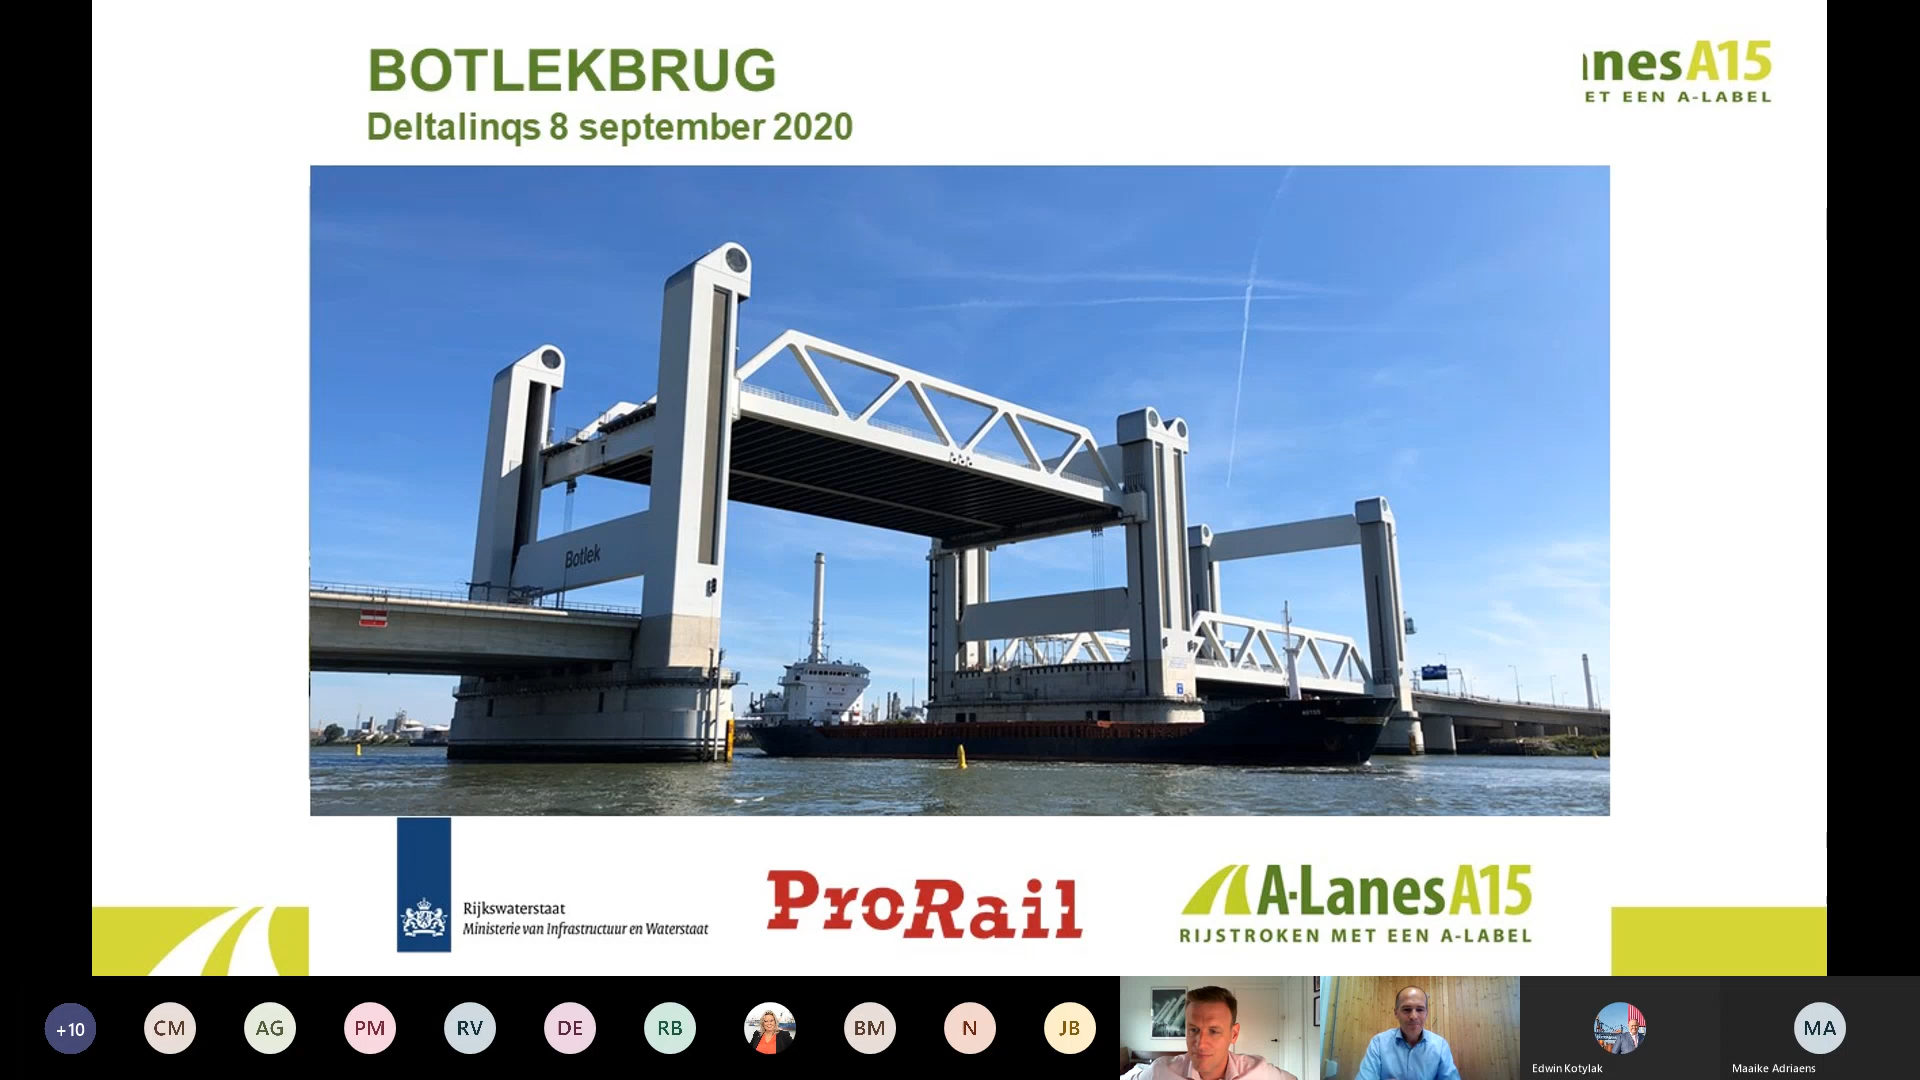 BOTLEKBRUG
Deltalinqs 8 september 2020
nesA15
ET EEN A-LABEL
Botlek
Rijkswaterstaat
Ministerie van Infrastructuur en Waterstaat
ProRail
A-LanesA15
RIJSTROKEN MET EEN A-LABEL
+10
CM
AG
PM
RV
DE
RB
BM
N
JB
Edwin Kotylak
MA
Maaike Adriaens